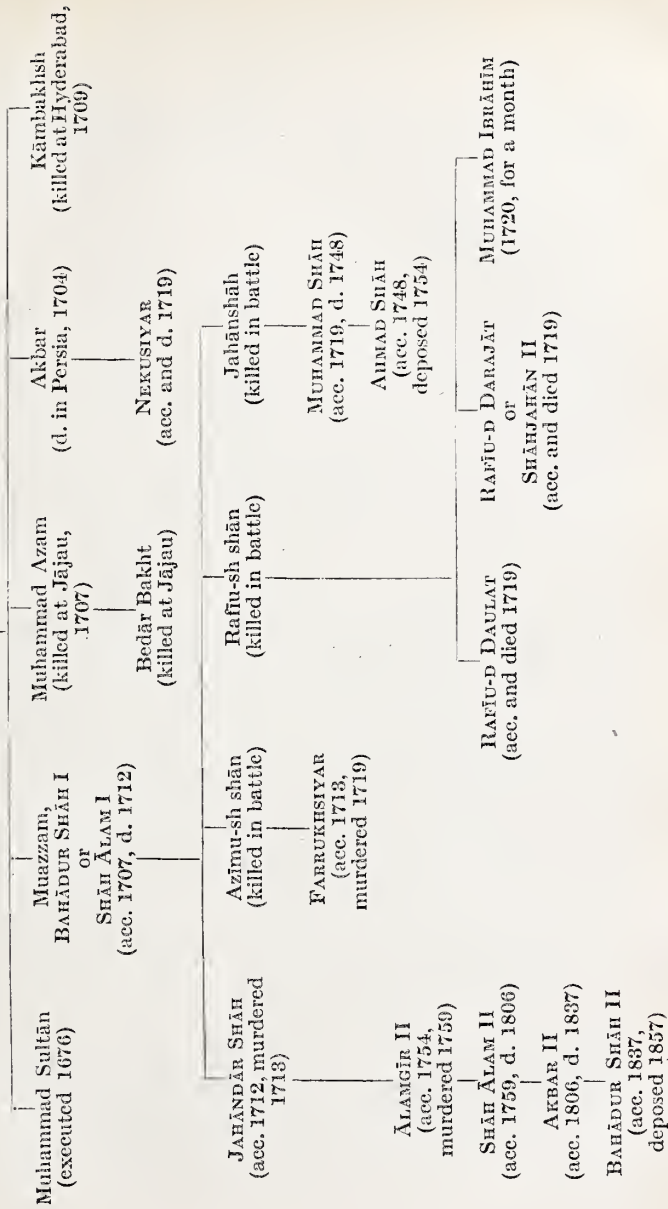 Muhammad Sultān
(executed 1676)
Muazzam,
BAHĀDUR SHĀH I
or
SHĀH ĀLAM I
(acc. 1707, d. 1712)
Muhammad Azam
(killed at Jājau,
1707)
Akbar
(d. in Persia, 1704)
Kāmbakhsh
(killed at Hyderabad,
1709)
Bedār Bakht
(killed at Jājau)
NEKUSIYAR
(acc. and d. 1719)
JAHĀNDAR SHĀH
(acc. 1712, murdered
1713)
Azīmu-sh shān
(killed in battle)
Rafīu-sh shān
(killed in battle)
Jahānshāh
(killed in battle)
FARRUKHSIYAR
(acc. 1713,
murdered 1719)
MUHAMMAD SHĀH
(acc. 1719, d. 1748)
AHMAD SHĀH
(acc. 1748,
deposed 1754)
ĀLAMGĪR II
(acc. 1754,
murdered 1759)
SHĀH ĀLAM II
(acc. 1759, d. 1806)
AKBAR II
(acc. 1806, d. 1837)
BAHĀDUR SHĀH II
(acc. 1837,
deposed 1857)
RAFĪU-D DAULAT
(acc. and died 1719)
RAFĪU-D DARAJĀT
or
SHĀHJAHĀN II
(acc. and died 1719)
MUHAMMAD IBRĀHĪM
(1720, for a month)